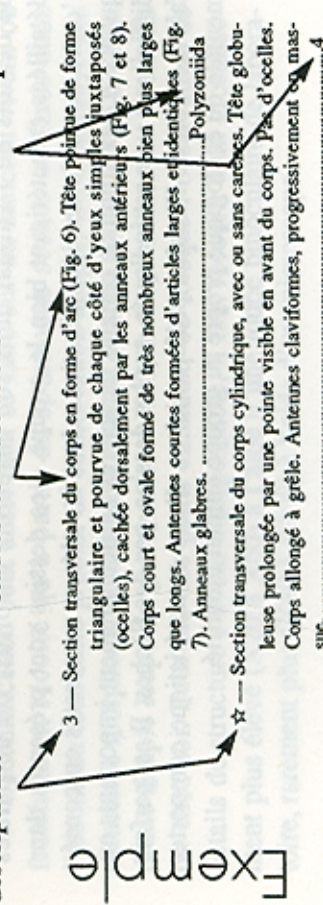 3 — Section transversale du corps en forme d'arc (Fig. 6). Tête pointue de forme
triangulaire et pourvue de chaque côté d'yeux simples juxtaposés
(ocelles), cachée dorsalement par les anneaux antérieurs (Fig. 7 et 8).
Corps court et ovale formé de très nombreux anneaux bien plus larges
que longs. Antennes courtes formées d'articles larges et identiques (Fig.
7). Anneaux glabres. .......... Polyzoniida
☆ — Section transversale du corps cylindrique, avec ou sans carènes. Tête globu-
leuse prolongée par une pointe visible en avant du corps. Pas d'ocelles.
Corps allongé à grêle. Antennes claviformes, progressivement en mas-
sue. .......... 4
Exemple